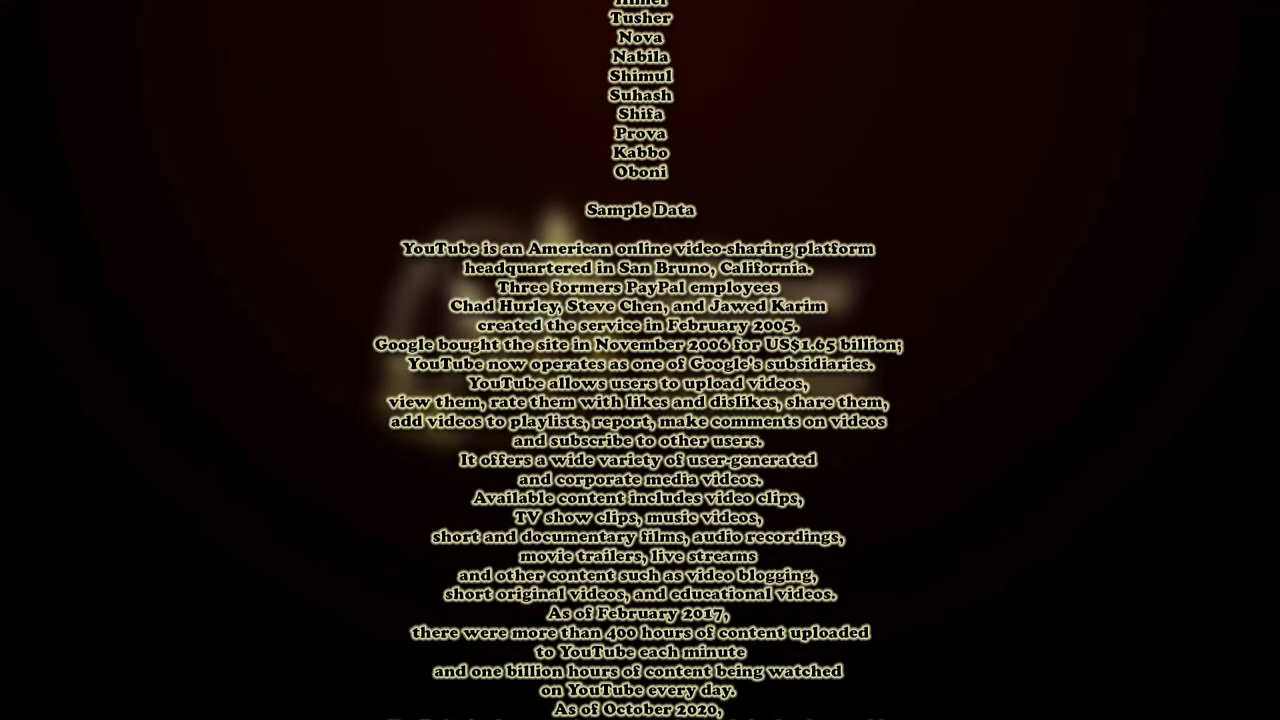 Tusher
Nova
Nabila
Shimul
Suhash
Shifa
Prova
Kabbo
Oboni
Sample Data
YouTube is an American online video-sharing platform
headquartered in San Bruno, California.
Three formers PayPal employees
Chad Hurley, Steve Chen, and Jawed Karim
created the service in February 2005.
Google bought the site in November 2006 for US$1.65 billion;
YouTube now operates as one of Google's subsidiaries.
YouTube allows users to upload videos,
view them, rate them with likes and dislikes, share them,
add videos to playlists, report, make comments on videos
and subscribe to other users.
It offers a wide variety of user-generated
and corporate media videos.
Available content includes video clips,
TV show clips, music videos,
short and documentary films, audio recordings,
movie trailers, live streams
and other content such as video blogging,
short original videos, and educational videos.
As of February 2017,
there were more than 400 hours of content uploaded
to YouTube each minute
and one billion hours of content being watched
on YouTube every day.
As of October 2020,